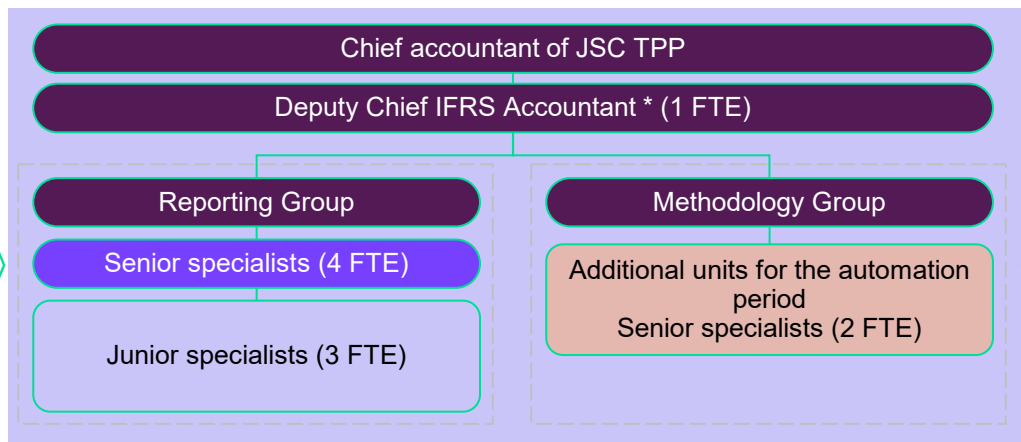 Chief accountant of JSC TPP
Deputy Chief IFRS Accountant * (1 FTE)
Reporting Group
Senior specialists (4 FTE)
Junior specialists (3 FTE)
Methodology Group
Additional units for the automation
period
Senior specialists (2 FTE)